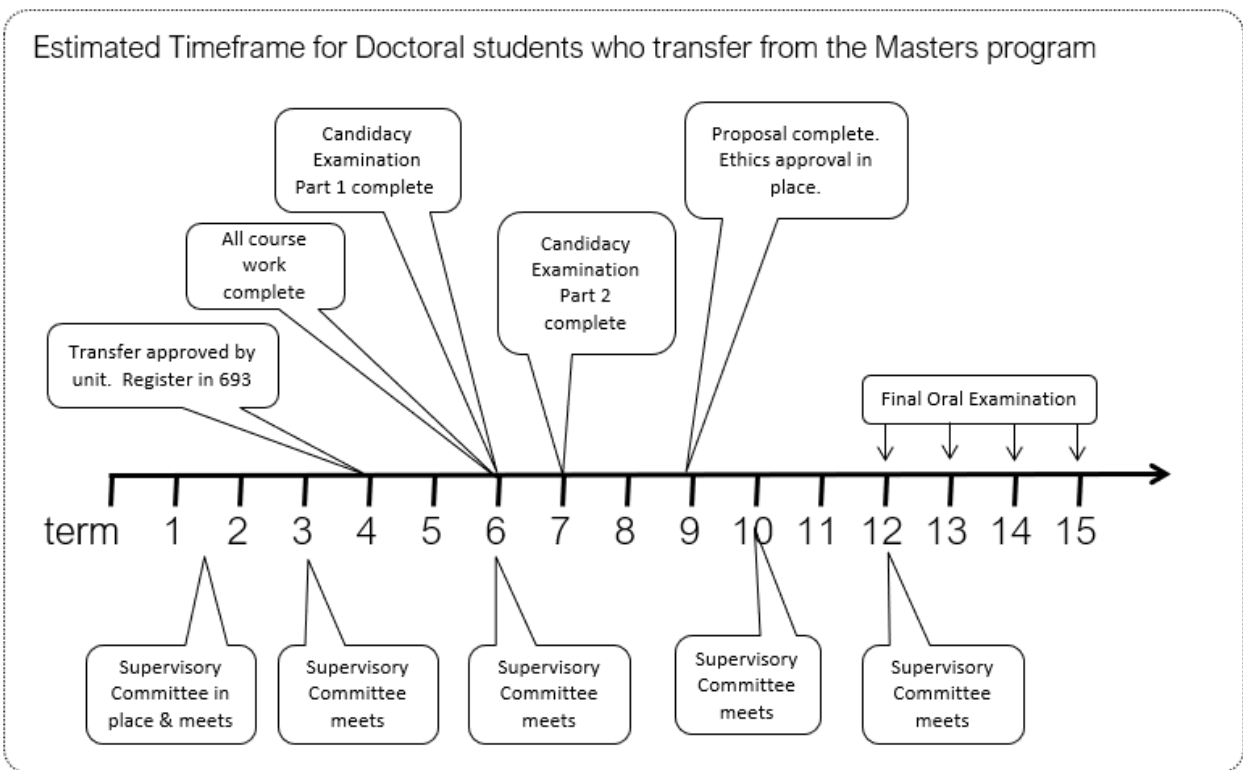 Estimated Timeframe for Doctoral students who transfer from the Masters program
Candidacy
Examination
Part 1 complete
Proposal complete.
Ethics approval in
place.
All course
work
complete
Candidacy
Examination
Part 2
complete
Transfer approved by
unit. Register in 693
Final Oral Examination
term 1 2 3 4 5 6 7 8 9 10 11 12 13 14 15
Supervisory
Committee in
place & meets
Supervisory
Committee
meets
Supervisory
Committee
meets
Supervisory
Committee
meets
Supervisory
Committee
meets